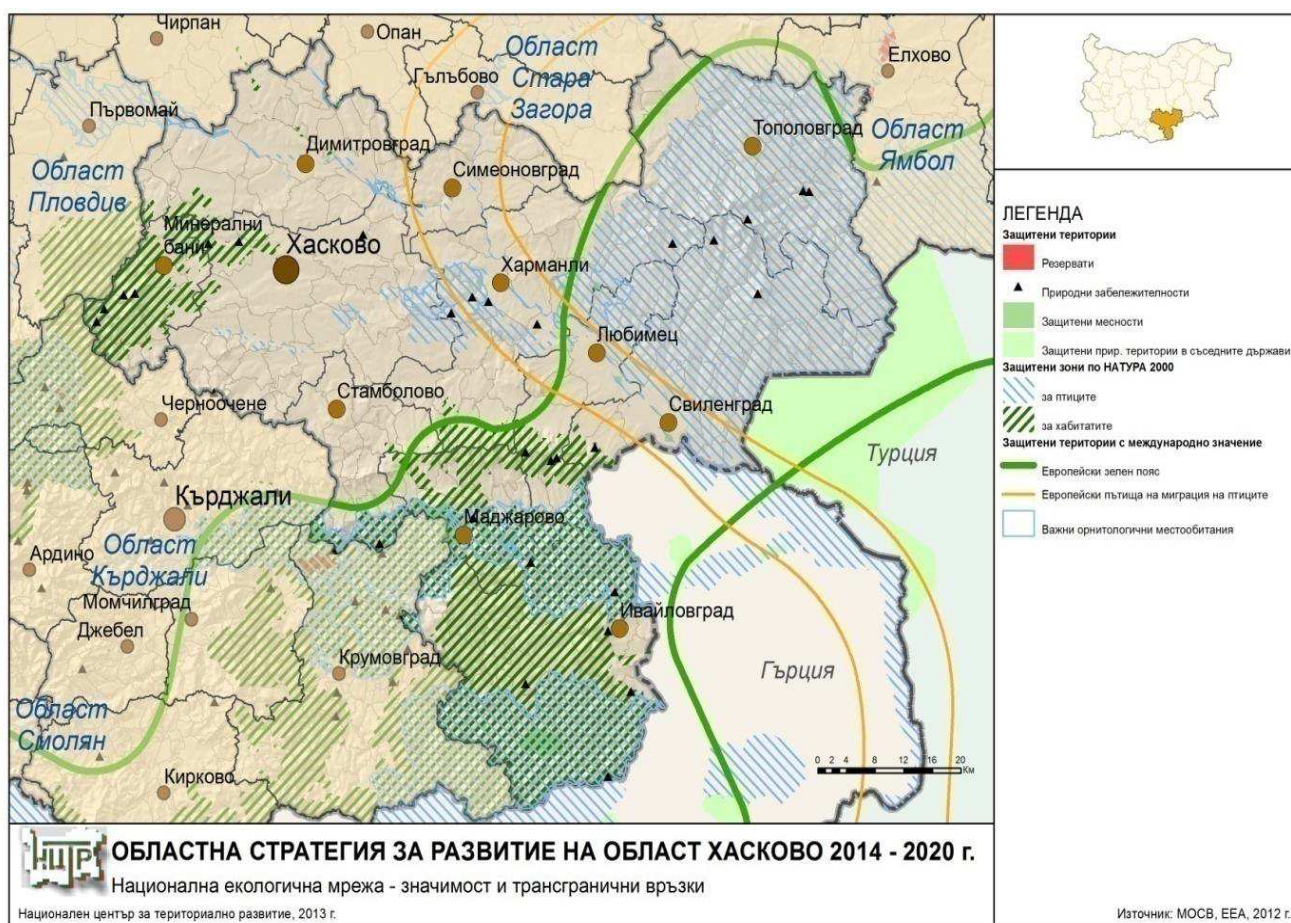 Чирпан
Опан
Елхово
Област
Стара
Загора
Гълъбово
Първомай
Димитровград
Тополовград
Област
Ямбол
Симеоновград
Област
Пловдив
Минерални
бани
Хасково
Харманли
Любимец
Стамболово
Свиленград
Черноочене
Турция
Кърджали
Маджарово
Ардино
Област
Кърджали
Момчилград
Джебел
Ивайловград
Крумовград
Гърция
Област
Смолян
Кирково
0 2 4 8 12 16 20
Км
ЛЕГЕНДА
Защитени територии
Резервати
Природни забележителности
Защитени месности
Защитени прир. територии в съседните държави
Защитени зони по НАТУРА 2000
за птиците
за хабитатите
Защитени територии с международно значение
Европейски зелен пояс
Европейски пътища на миграция на птиците
Важни орнитологични местообитания
НЦТР
ОБЛАСТНА СТРАТЕГИЯ ЗА РАЗВИТИЕ НА ОБЛАСТ ХАСКОВО 2014 - 2020 г.
Национална екологична мрежа - значимост и трансгранични връзки
Национален център за териториално развитие, 2013 г.
Източник: МОСВ, ЕЕА, 2012 г.